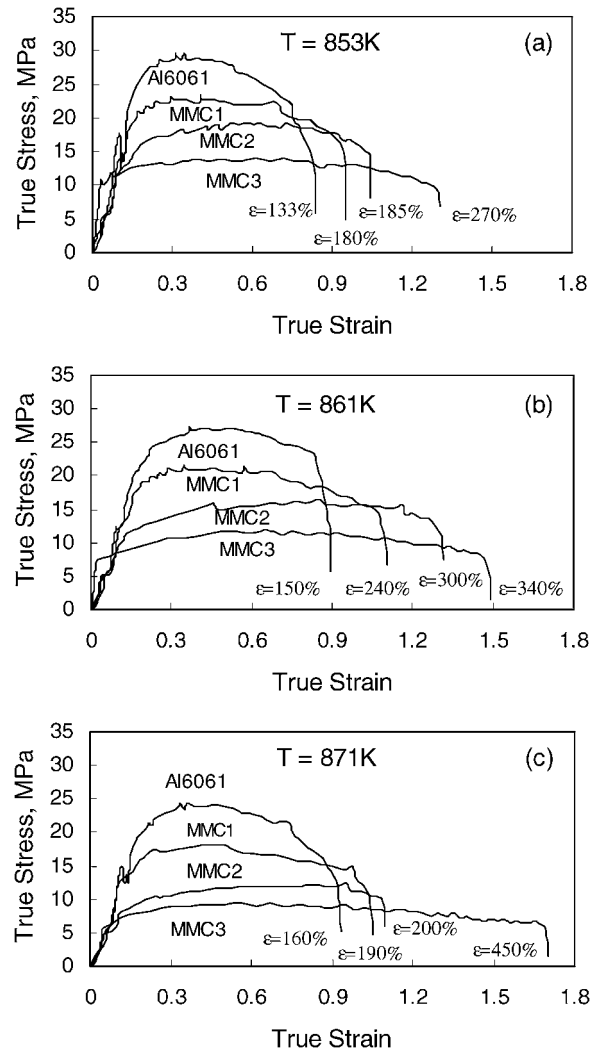 35
T = 853K
(a)
30
Al6061
25
MMC1
20
MMC2
15
MMC3
10
ε=133%
ε=185%
ε=270%
5
ε=180%
0
0 0.3 0.6 0.9 1.2 1.5 1.8
True Strain
True Stress, MPa
35
T = 861K
(b)
30
25
Al6061
20
MMC1
15
MMC2
10
MMC3
5
ε=150%
ε=240%
ε=300%
ε=340%
0
0 0.3 0.6 0.9 1.2 1.5 1.8
True Strain
True Stress, MPa
35
T = 871K
(c)
30
Al6061
25
20
MMC1
15
MMC2
10
MMC3
5
ε=160%
ε=190%
ε=200%
ε=450%
0
0 0.3 0.6 0.9 1.2 1.5 1.8
True Strain
True Stress, MPa